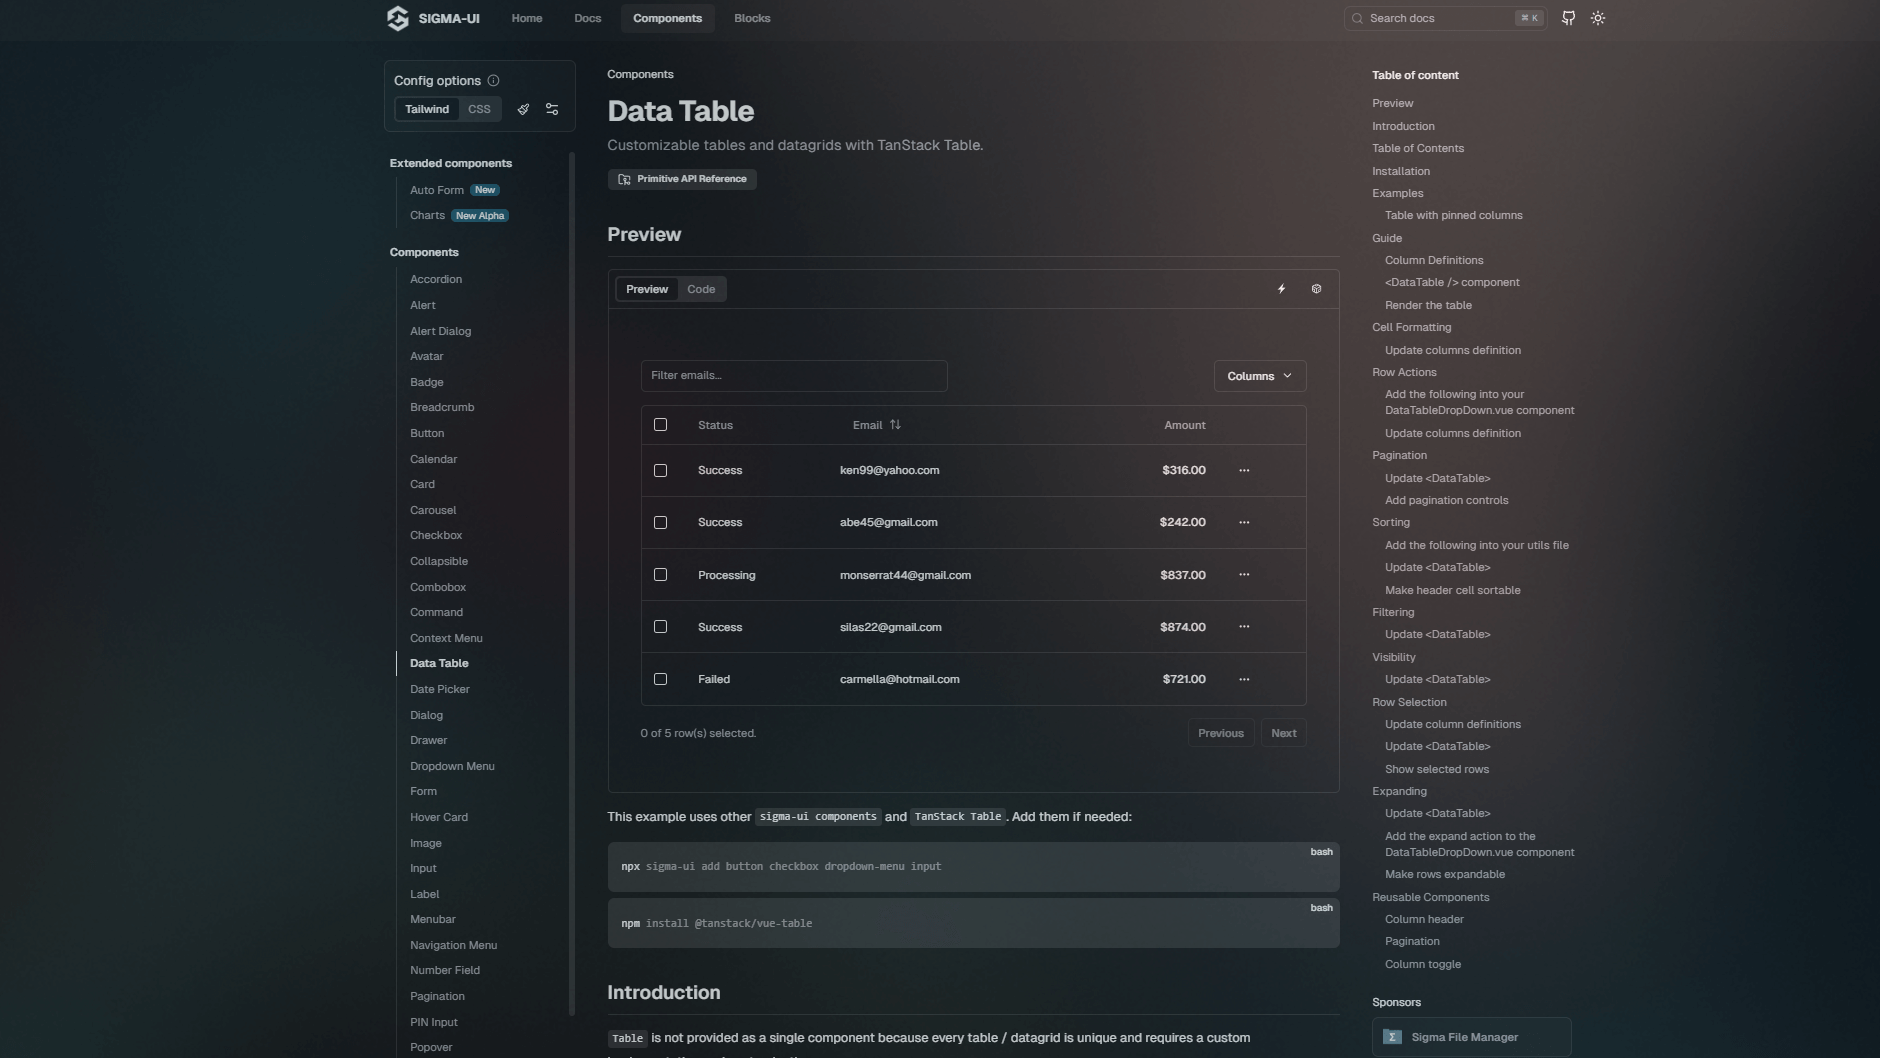 SIGMA-UI
Home
Docs
Components
Blocks
Search docs
⌘ K
Config options
Tailwind
CSS
Extended components
Auto Form New
Charts New Alpha
Components
Accordion
Alert
Alert Dialog
Avatar
Badge
Breadcrumb
Button
Calendar
Card
Carousel
Checkbox
Collapsible
Combobox
Command
Context Menu
Data Table
Date Picker
Dialog
Drawer
Dropdown Menu
Form
Hover Card
Image
Input
Label
Menubar
Navigation Menu
Number Field
Pagination
PIN Input
Popover
Components
Data Table
Customizable tables and datagrids with TanStack Table.
Primitive API Reference
Preview
Preview
Code
Filter emails...
Columns
Status Email Amount
Success ken99@yahoo.com $316.00 ···
Success abe45@gmail.com $242.00 ···
Processing monserrat44@gmail.com $837.00 ···
Success silas22@gmail.com $874.00 ···
Failed carmella@hotmail.com $721.00 ···
0 of 5 row(s) selected.
Previous
Next
This example uses other sigma-ui components and TanStack Table. Add them if needed:
bash
npx sigma-ui add button checkbox dropdown-menu input
bash
npm install @tanstack/vue-table
Introduction
Table is not provided as a single component because every table / datagrid is unique and requires a custom
Table of content
Preview
Introduction
Table of Contents
Installation
Examples
Table with pinned columns
Guide
Column Definitions
<DataTable /> component
Render the table
Cell Formatting
Update columns definition
Row Actions
Add the following into your
DataTableDropDown.vue component
Update columns definition
Pagination
Update <DataTable>
Add pagination controls
Sorting
Add the following into your utils file
Update <DataTable>
Make header cell sortable
Filtering
Update <DataTable>
Visibility
Update <DataTable>
Row Selection
Update column definitions
Update <DataTable>
Show selected rows
Expanding
Update <DataTable>
Add the expand action to the
DataTableDropDown.vue component
Make rows expandable
Reusable Components
Column header
Pagination
Column toggle
Sponsors
Σ Sigma File Manager